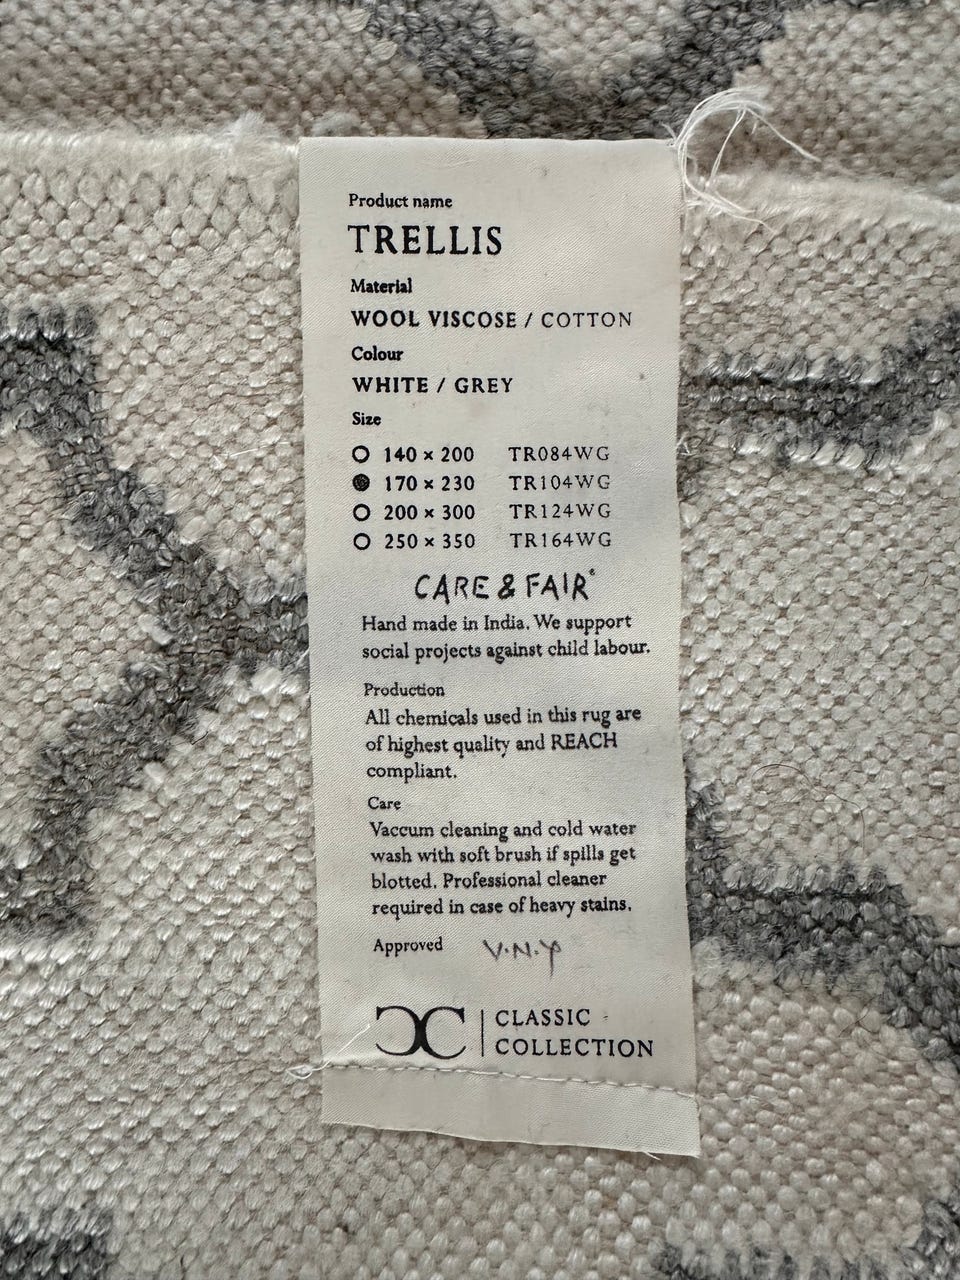 Product name
TRELLIS
Material
WOOL VISCOSE / COTTON
Colour
WHITE / GREY
Size
140 × 200 TR084WG
170 × 230 TR104WG
200 × 300 TR124WG
250 × 350 TR164WG
CARE & FAIR
Hand made in India. We support
social projects against child labour.
Production
All chemicals used in this rug are
of highest quality and REACH
compliant.
Care
Vaccum cleaning and cold water
wash with soft brush if spills get
blotted. Professional cleaner
required in case of heavy stains.
Approved V.N.Y
CC CLASSIC
COLLECTION